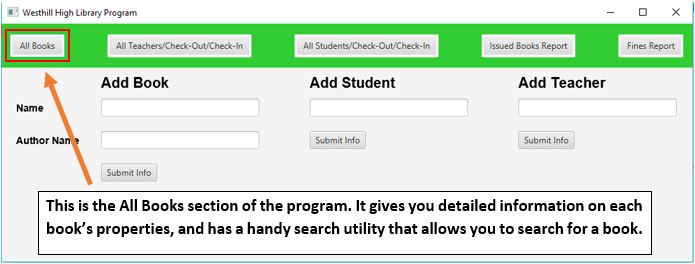 Westhill High Library Program
All Books All Teachers/Check-Out/Check-In All Students/Check-Out/Check-In Issued Books Report Fines Report
Add Book Add Student Add Teacher
Name
Author Name Submit Info Submit Info
Submit Info
This is the All Books section of the program. It gives you detailed information on each
book's properties, and has a handy search utility that allows you to search for a book.